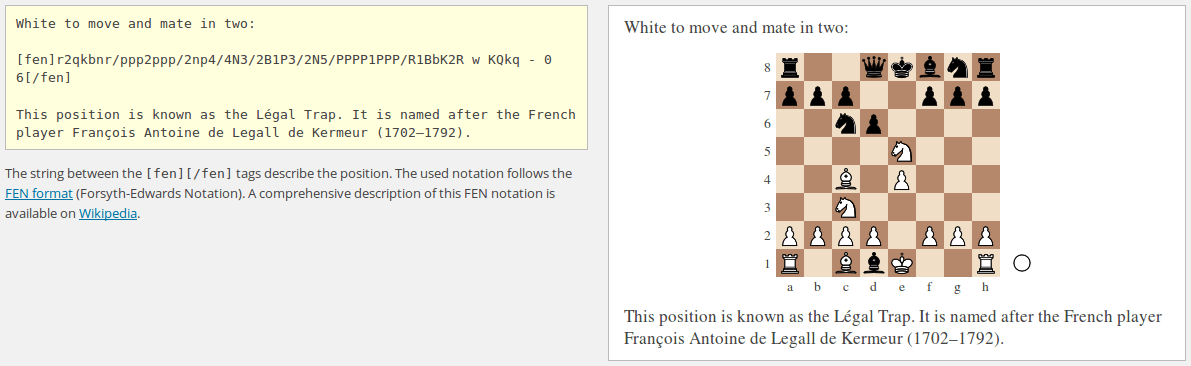 White to move and mate in two:
[fen]r2qkbnr/ppp2ppp/2np4/4N3/2B1P3/2N5/PPPP1PPP/R1BbK2R w KQkq - 0
6[/fen]
This position is known as the Légal Trap. It is named after the French
player François Antoine de Legall de Kermeur (1702–1792).
The string between the [fen][/fen] tags describe the position. The used notation follows the
FEN format (Forsyth-Edwards Notation). A comprehensive description of this FEN notation is
available on Wikipedia.
White to move and mate in two:
8
7
6
5
4
3
2
1
a b c d e f g h
This position is known as the Légal Trap. It is named after the French player
François Antoine de Legall de Kermeur (1702–1792).